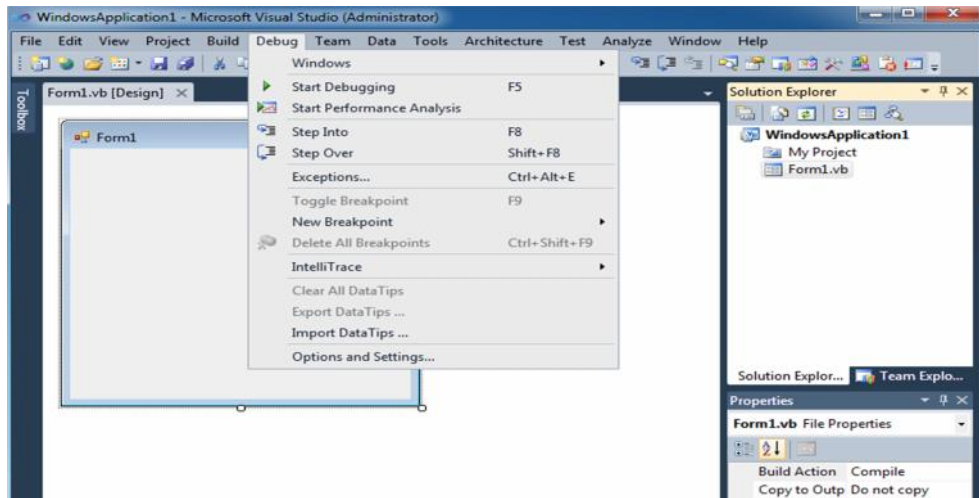 WindowsApplication1 - Microsoft Visual Studio (Administrator)
File Edit View Project Build Debug Team Data Tools Architecture Test Analyze Window Help
Toolbox
Form1.vb [Design]
Form1
Windows
Start Debugging F5
Start Performance Analysis
Step Into F8
Step Over Shift+F8
Exceptions... Ctrl+Alt+E
Toggle Breakpoint F9
New Breakpoint
Delete All Breakpoints Ctrl+Shift+F9
IntelliTrace
Clear All DataTips
Export DataTips ...
Import DataTips ...
Options and Settings...
Solution Explorer
WindowsApplication1
My Project
Form1.vb
Solution Explor... Team Explo...
Properties
Form1.vb File Properties
Build Action Compile
Copy to Outp Do not copy